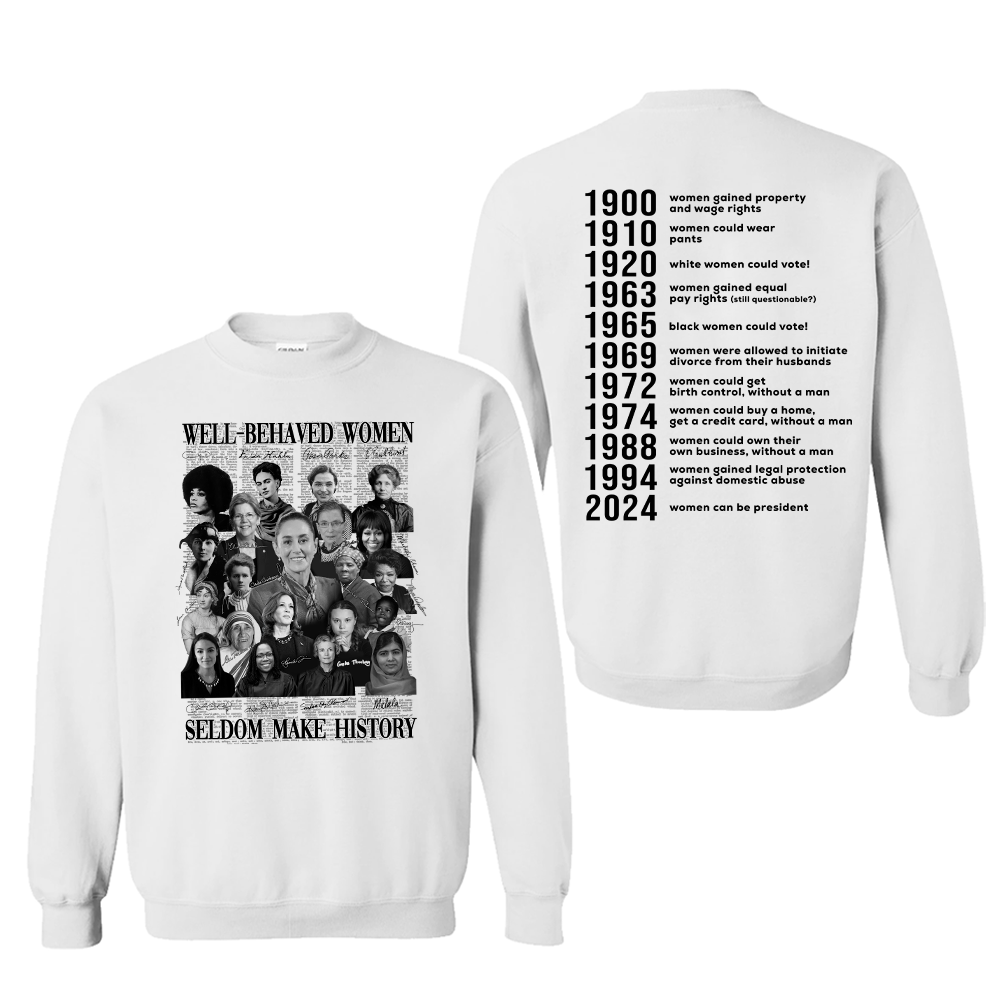 WELL-BEHAVED WOMEN
Greta Thunberg
Malala
SELDOM MAKE HISTORY
1900 women gained property
and wage rights
1910 women could wear
pants
1920 white women could vote!
1963 women gained equal
pay rights (still questionable?)
1965 black women could vote!
1969 women were allowed to initiate
divorce from their husbands
1972 women could get
birth control, without a man
1974 women could buy a home,
get a credit card, without a man
1988 women could own their
own business, without a man
1994 women gained legal protection
against domestic abuse
2024 women can be president